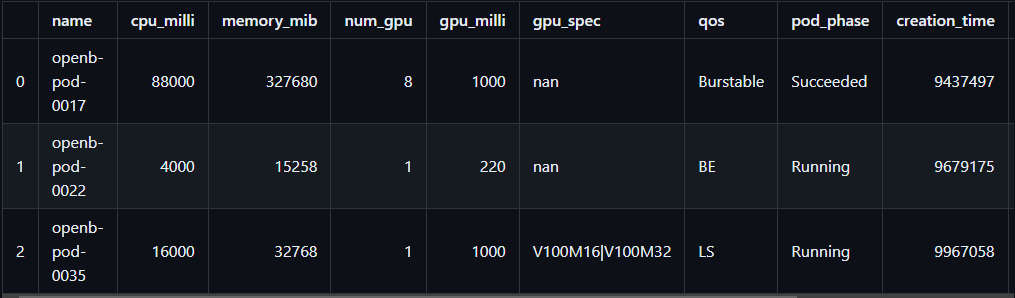 name cpu_milli memory_mib num_gpu gpu_milli gpu_spec qos pod_phase creation_time
0 openb-pod-0017 88000 327680 8 1000 nan Burstable Succeeded 9437497
1 openb-pod-0022 4000 15258 1 220 nan BE Running 9679175
2 openb-pod-0035 16000 32768 1 1000 V100M16|V100M32 LS Running 9967058